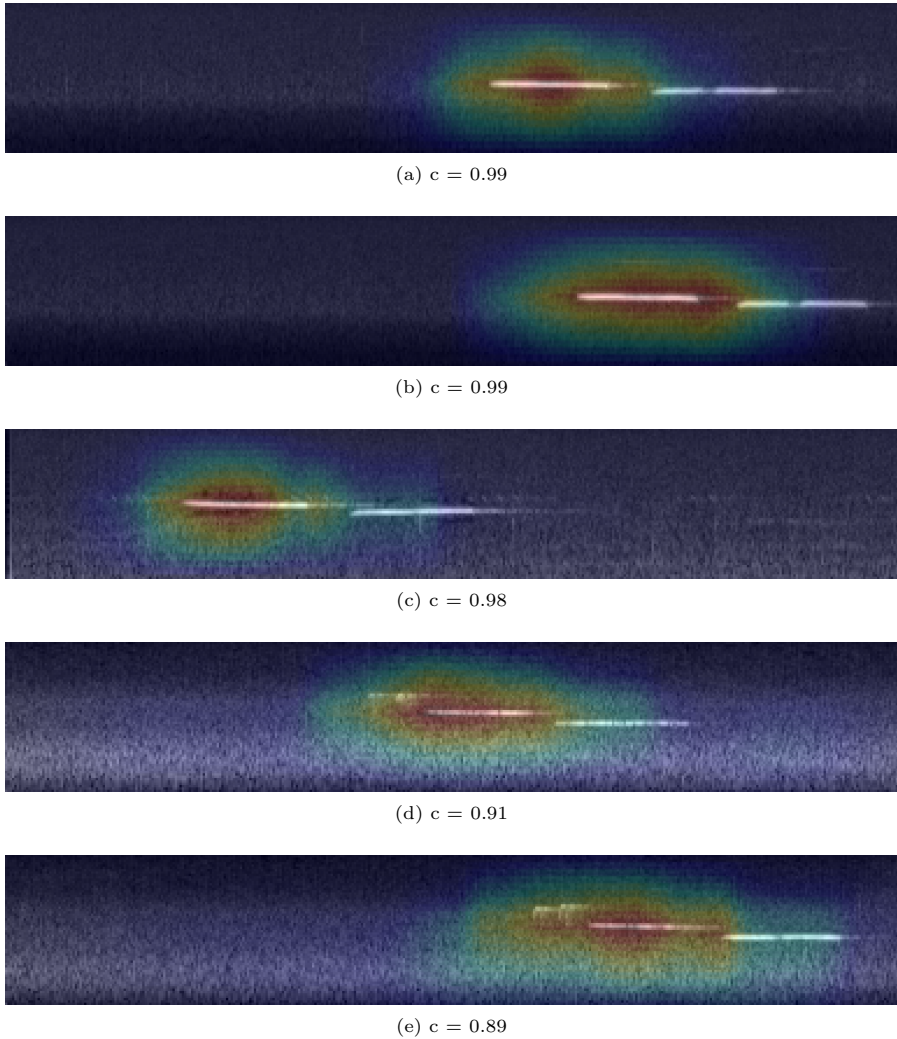 (a) c = 0.99
(b) c = 0.99
(c) c = 0.98
(d) c = 0.91
(e) c = 0.89